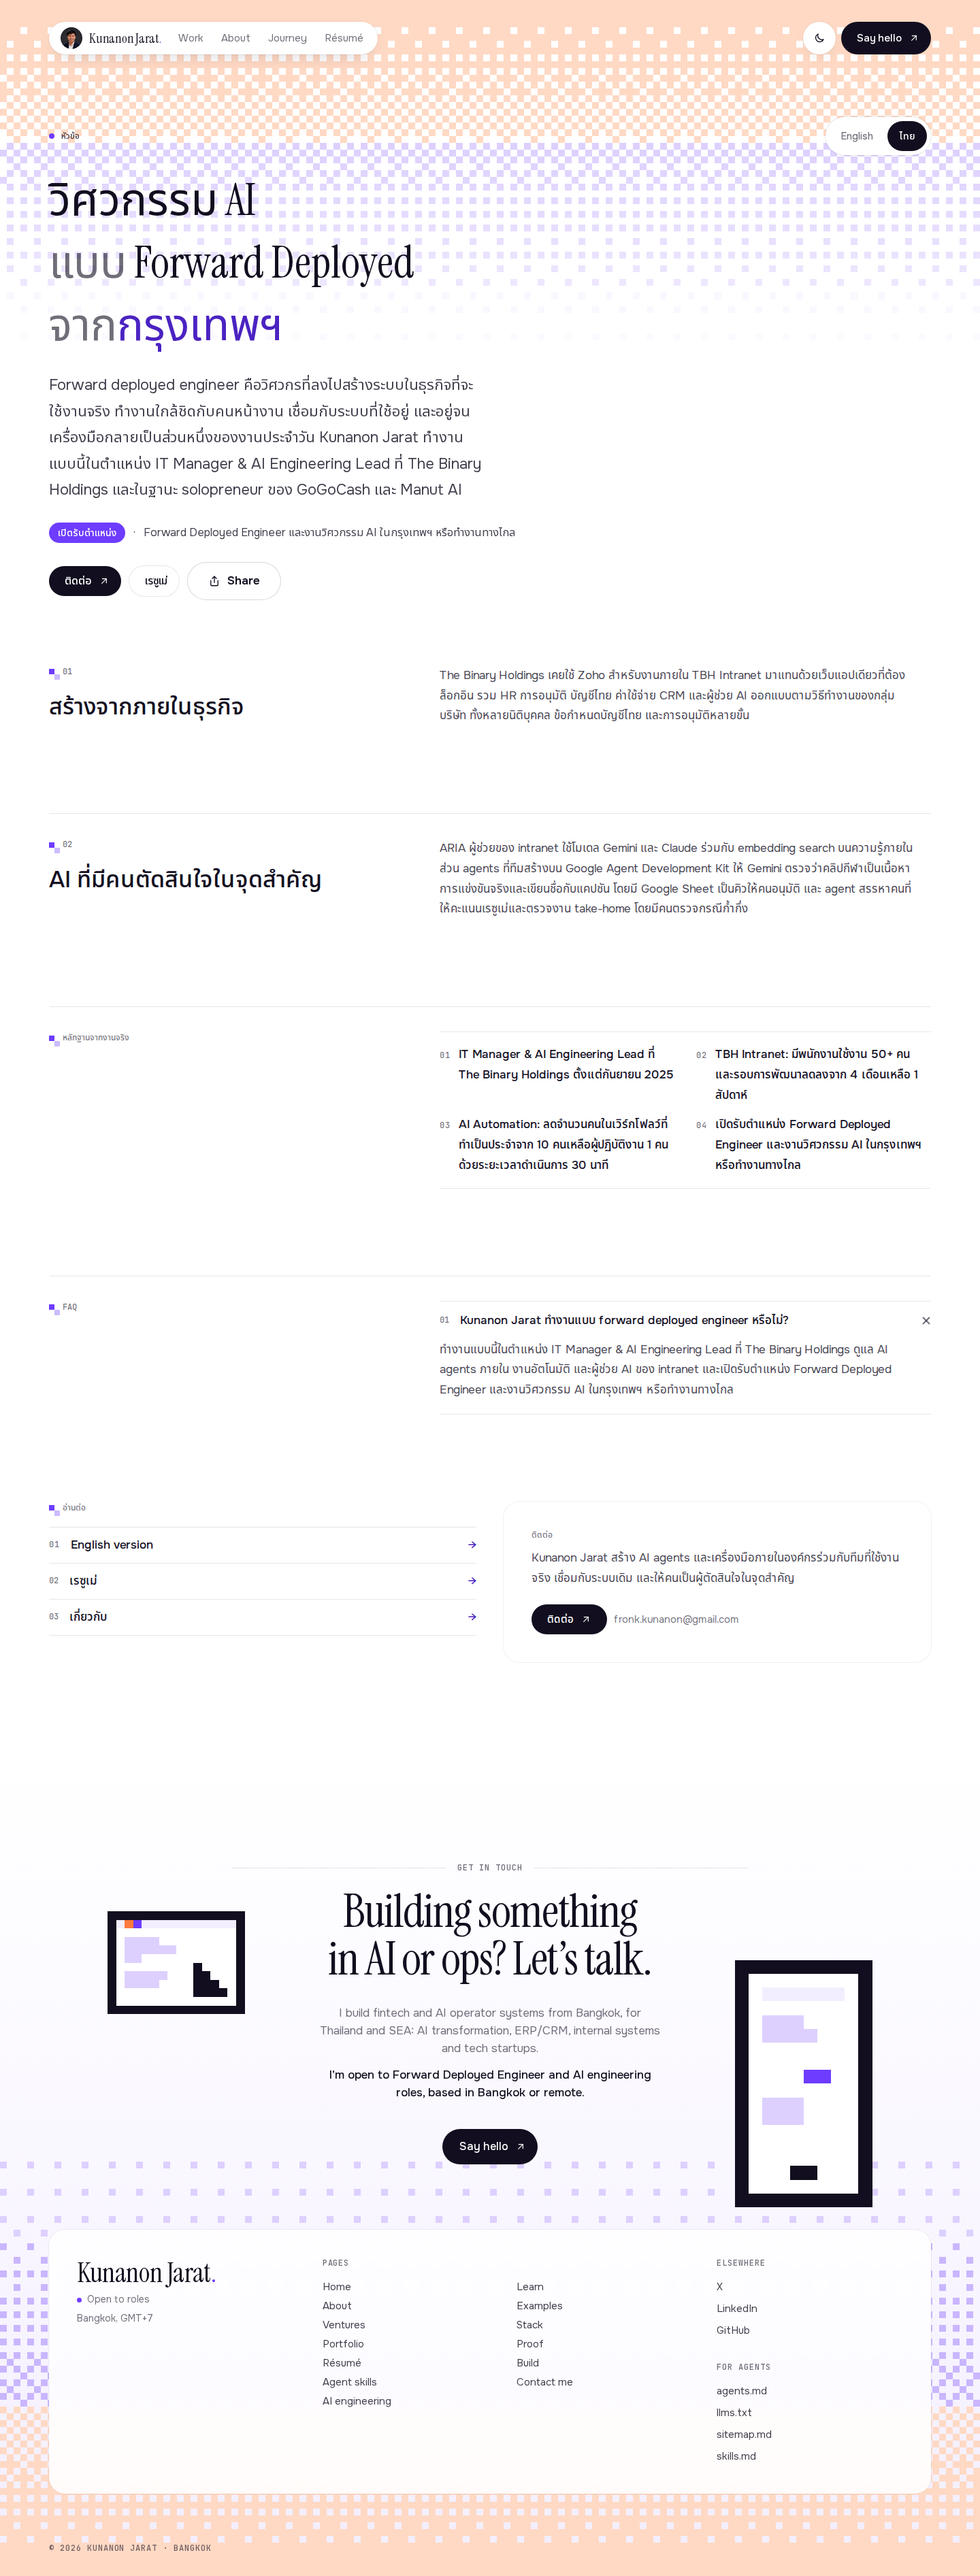 Kunanon Jarat.
Work
About
Journey
Résumé
Say hello
หัวข้อ
English
ไทย
วิศวกรรม AI
แบบ Forward Deployed
จากกรุงเทพฯ
Forward deployed engineer คือวิศวกรที่ลงไปสร้างระบบในธุรกิจที่จะ
ใช้งานจริง ทำงานใกล้ชิดกับคนหน้างาน เชื่อมกับระบบที่ใช้อยู่ และอยู่จน
เครื่องมือกลายเป็นส่วนหนึ่งของงานประจำวัน Kunanon Jarat ทำงาน
แบบนี้ในตำแหน่ง IT Manager & AI Engineering Lead ที่ The Binary
Holdings และในฐานะ solopreneur ของ GoGoCash และ Manut AI
เปิดรับตำแหน่ง · Forward Deployed Engineer และงานวิศวกรรม AI ในกรุงเทพฯ หรือทำงานทางไกล
ติดต่อ
เรซูเม่
Share
01
สร้างจากภายในธุรกิจ
The Binary Holdings เคยใช้ Zoho สำหรับงานภายใน TBH Intranet มาแทนด้วยเว็บแอปเดียวที่ต้อง
ล็อกอิน รวม HR การอนุมัติ บัญชีไทย ค่าใช้จ่าย CRM และผู้ช่วย AI ออกแบบตามวิธีทำงานของกลุ่ม
บริษัท ทั้งหลายนิติบุคคล ข้อกำหนดบัญชีไทย และการอนุมัติหลายขั้น
02
AI ที่มีคนตัดสินใจในจุดสำคัญ
ARIA ผู้ช่วยของ intranet ใช้โมเดล Gemini และ Claude ร่วมกับ embedding search บนความรู้ภายใน
ส่วน agents ที่ทีมสร้างบน Google Agent Development Kit ให้ Gemini ตรวจว่าคลิปกีฬาเป็นเนื้อหา
การแข่งขันจริงและเขียนชื่อกับแคปชัน โดยมี Google Sheet เป็นคิวให้คนอนุมัติ และ agent สรรหาคนที่
ให้คะแนนเรซูเม่และตรวจงาน take-home โดยมีคนตรวจกรณีก้ำกึ่ง
หลักฐานจากงานจริง
01 IT Manager & AI Engineering Lead ที่
The Binary Holdings ตั้งแต่กันยายน 2025
02 TBH Intranet: มีพนักงานใช้งาน 50+ คน
และรอบการพัฒนาลดลงจาก 4 เดือนเหลือ 1
สัปดาห์
03 AI Automation: ลดจำนวนคนในเวิร์กโฟลว์ที่
ทำเป็นประจำจาก 10 คนเหลือผู้ปฏิบัติงาน 1 คน
ด้วยระยะเวลาดำเนินการ 30 นาที
04 เปิดรับตำแหน่ง Forward Deployed
Engineer และงานวิศวกรรม AI ในกรุงเทพฯ
หรือทำงานทางไกล
FAQ
01 Kunanon Jarat ทำงานแบบ forward deployed engineer หรือไม่?
ทำงานแบบนี้ในตำแหน่ง IT Manager & AI Engineering Lead ที่ The Binary Holdings ดูแล AI
agents ภายใน งานอัตโนมัติ และผู้ช่วย AI ของ intranet และเปิดรับตำแหน่ง Forward Deployed
Engineer และงานวิศวกรรม AI ในกรุงเทพฯ หรือทำงานทางไกล
อ่านต่อ
01 English version
02 เรซูเม่
03 เกี่ยวกับ
ติดต่อ
Kunanon Jarat สร้าง AI agents และเครื่องมือภายในองค์กรร่วมกับทีมที่ใช้งาน
จริง เชื่อมกับระบบเดิม และให้คนเป็นผู้ตัดสินใจในจุดสำคัญ
ติดต่อ
fronk.kunanon@gmail.com
GET IN TOUCH
Building something
in AI or ops? Let's talk.
I build fintech and AI operator systems from Bangkok, for
Thailand and SEA: AI transformation, ERP/CRM, internal systems
and tech startups.
I'm open to Forward Deployed Engineer and AI engineering
roles, based in Bangkok or remote.
Say hello
Kunanon Jarat.
Open to roles
Bangkok, GMT+7
PAGES
Home
About
Ventures
Portfolio
Résumé
Agent skills
AI engineering
Learn
Examples
Stack
Proof
Build
Contact me
ELSEWHERE
X
LinkedIn
GitHub
FOR AGENTS
agents.md
llms.txt
sitemap.md
skills.md
© 2026 KUNANON JARAT · BANGKOK